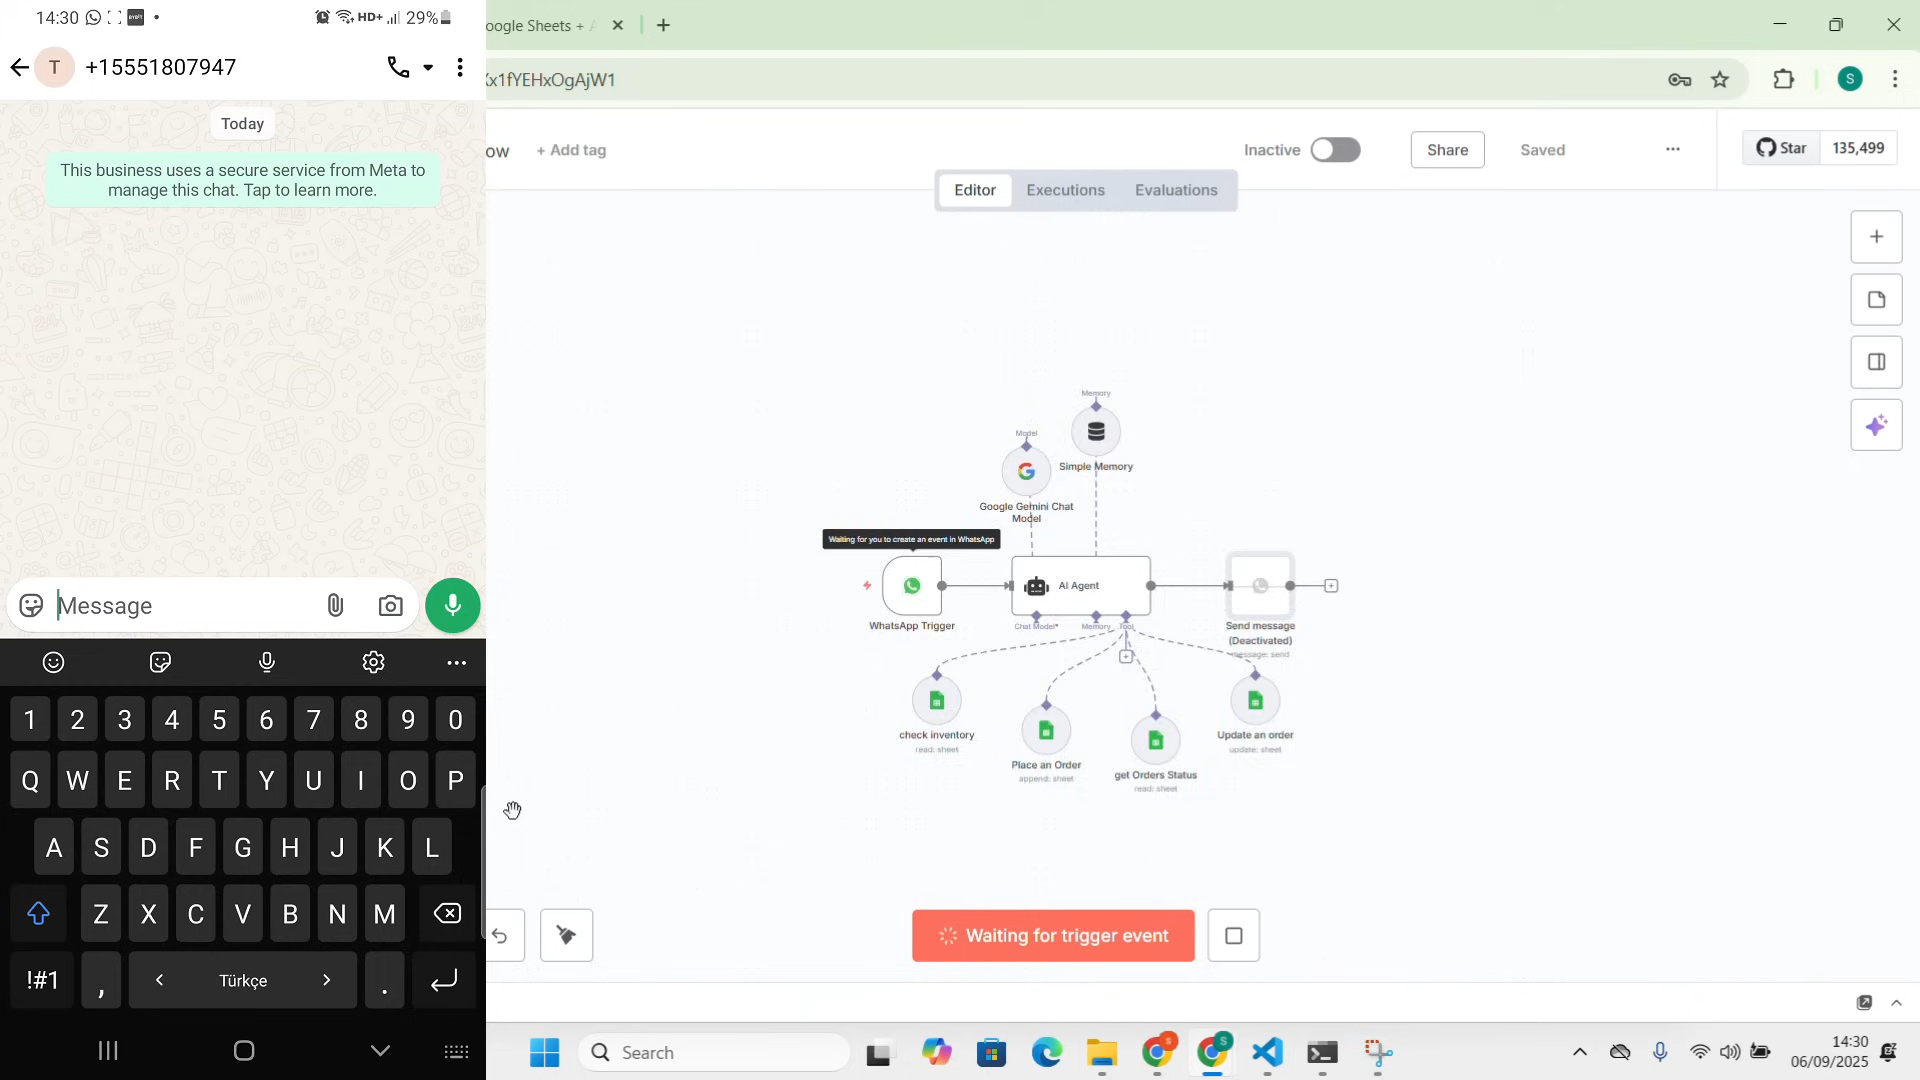 14:30
HD+
29%
T
+15551807947
Today
This business uses a secure service from Meta to
manage this chat. Tap to learn more.
Message
1 2 3 4 5 6 7 8 9 0
Q W E R T Y U I O P
A S D F G H J K L
Z X C V B N M
!#1 , < Türkçe > .
oogle Sheets +
x1fYEHxOgAjW1
S
ow
+ Add tag
Inactive
Share
Saved
Star
135,499
Editor
Executions
Evaluations
Memory
Simple Memory
Model
Google Gemini Chat
Model
Waiting for you to create an event in WhatsApp
WhatsApp Trigger
AI Agent
Chat Model*
Memory
Tool
Send message
(Deactivated)
message: send
check inventory
read: sheet
Place an Order
append: sheet
get Orders Status
read: sheet
Update an order
update: sheet
Waiting for trigger event
Search
14:30
06/09/2025